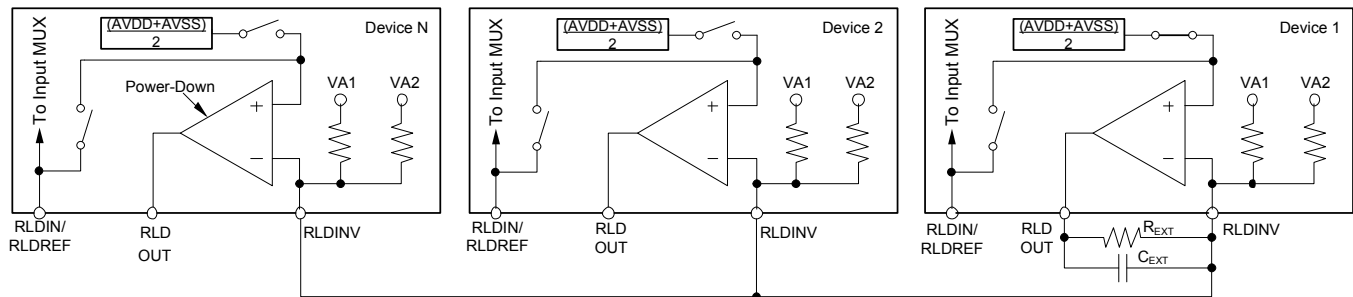 To Input MUX
(AVDD+AVSS)
2
Device N
Power-Down
VA1
VA2
+
−
RLDIN/
RLDREF
RLD
OUT
RLDINV
To Input MUX
(AVDD+AVSS)
2
Device 2
VA1
VA2
+
−
RLDIN/
RLDREF
RLD
OUT
RLDINV
To Input MUX
(AVDD+AVSS)
2
Device 1
VA1
VA2
+
−
RLDIN/
RLDREF
RLD
OUT
RLDINV
REXT
CEXT